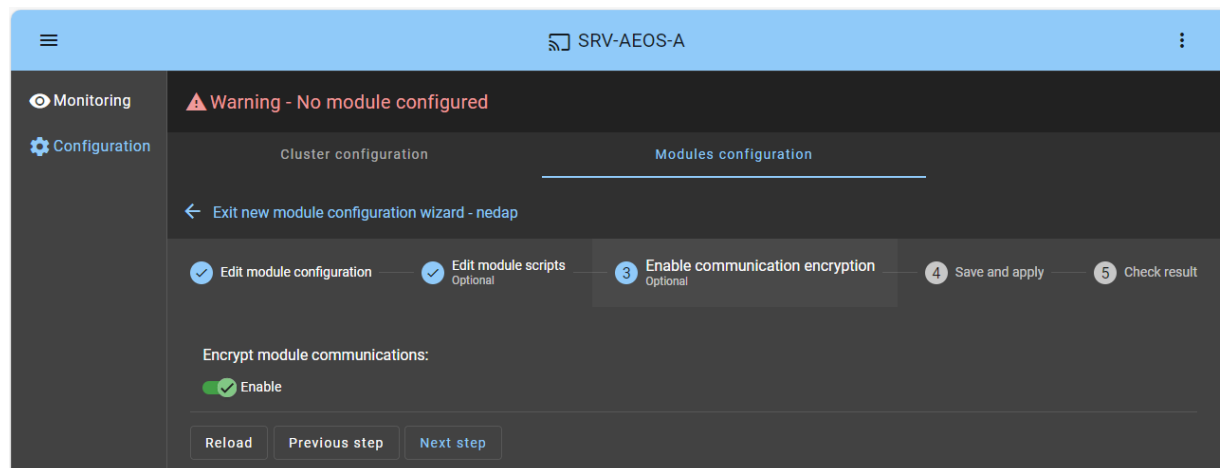 SRV-AEOS-A
Monitoring
Configuration
Warning - No module configured
Cluster configuration
Modules configuration
Exit new module configuration wizard - nedap
Edit module configuration
Edit module scripts
Optional
3
Enable communication encryption
Optional
4
Save and apply
5
Check result
Encrypt module communications:
Enable
Reload
Previous step
Next step